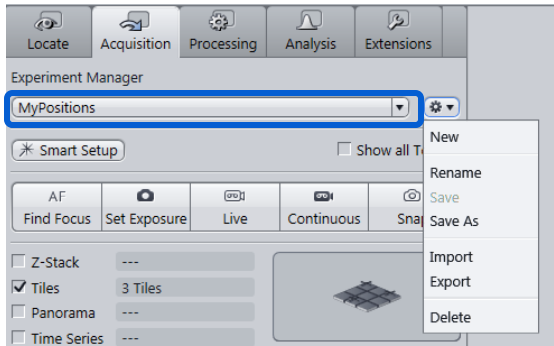 Locate Acquisition Processing Analysis Extensions
Experiment Manager
MyPositions
New
Smart Setup Show all T
Rename
AF Save
Find Focus Set Exposure Live Continuous Snap Save As
Import
Z-Stack ---
Export
Tiles 3 Tiles
Panorama ---
Delete
Time Series ---